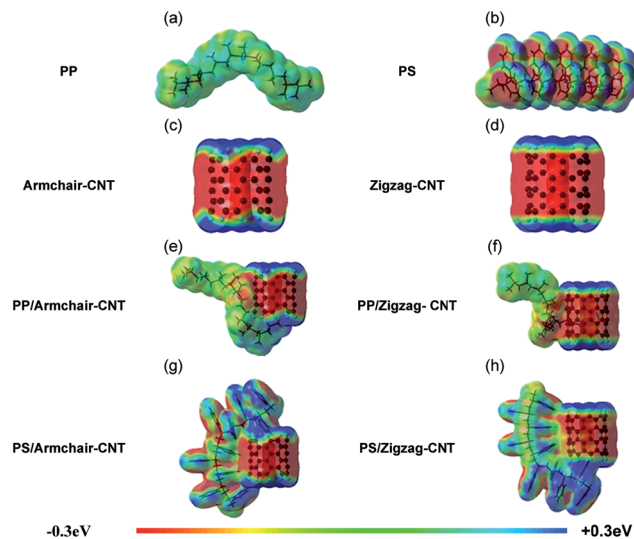 (a) (b)
PP PS
(c) (d)
Armchair-CNT Zigzag-CNT
(e) (f)
PP/Armchair-CNT PP/Zigzag- CNT
(g) (h)
PS/Armchair-CNT PS/Zigzag-CNT
-0.3eV +0.3eV